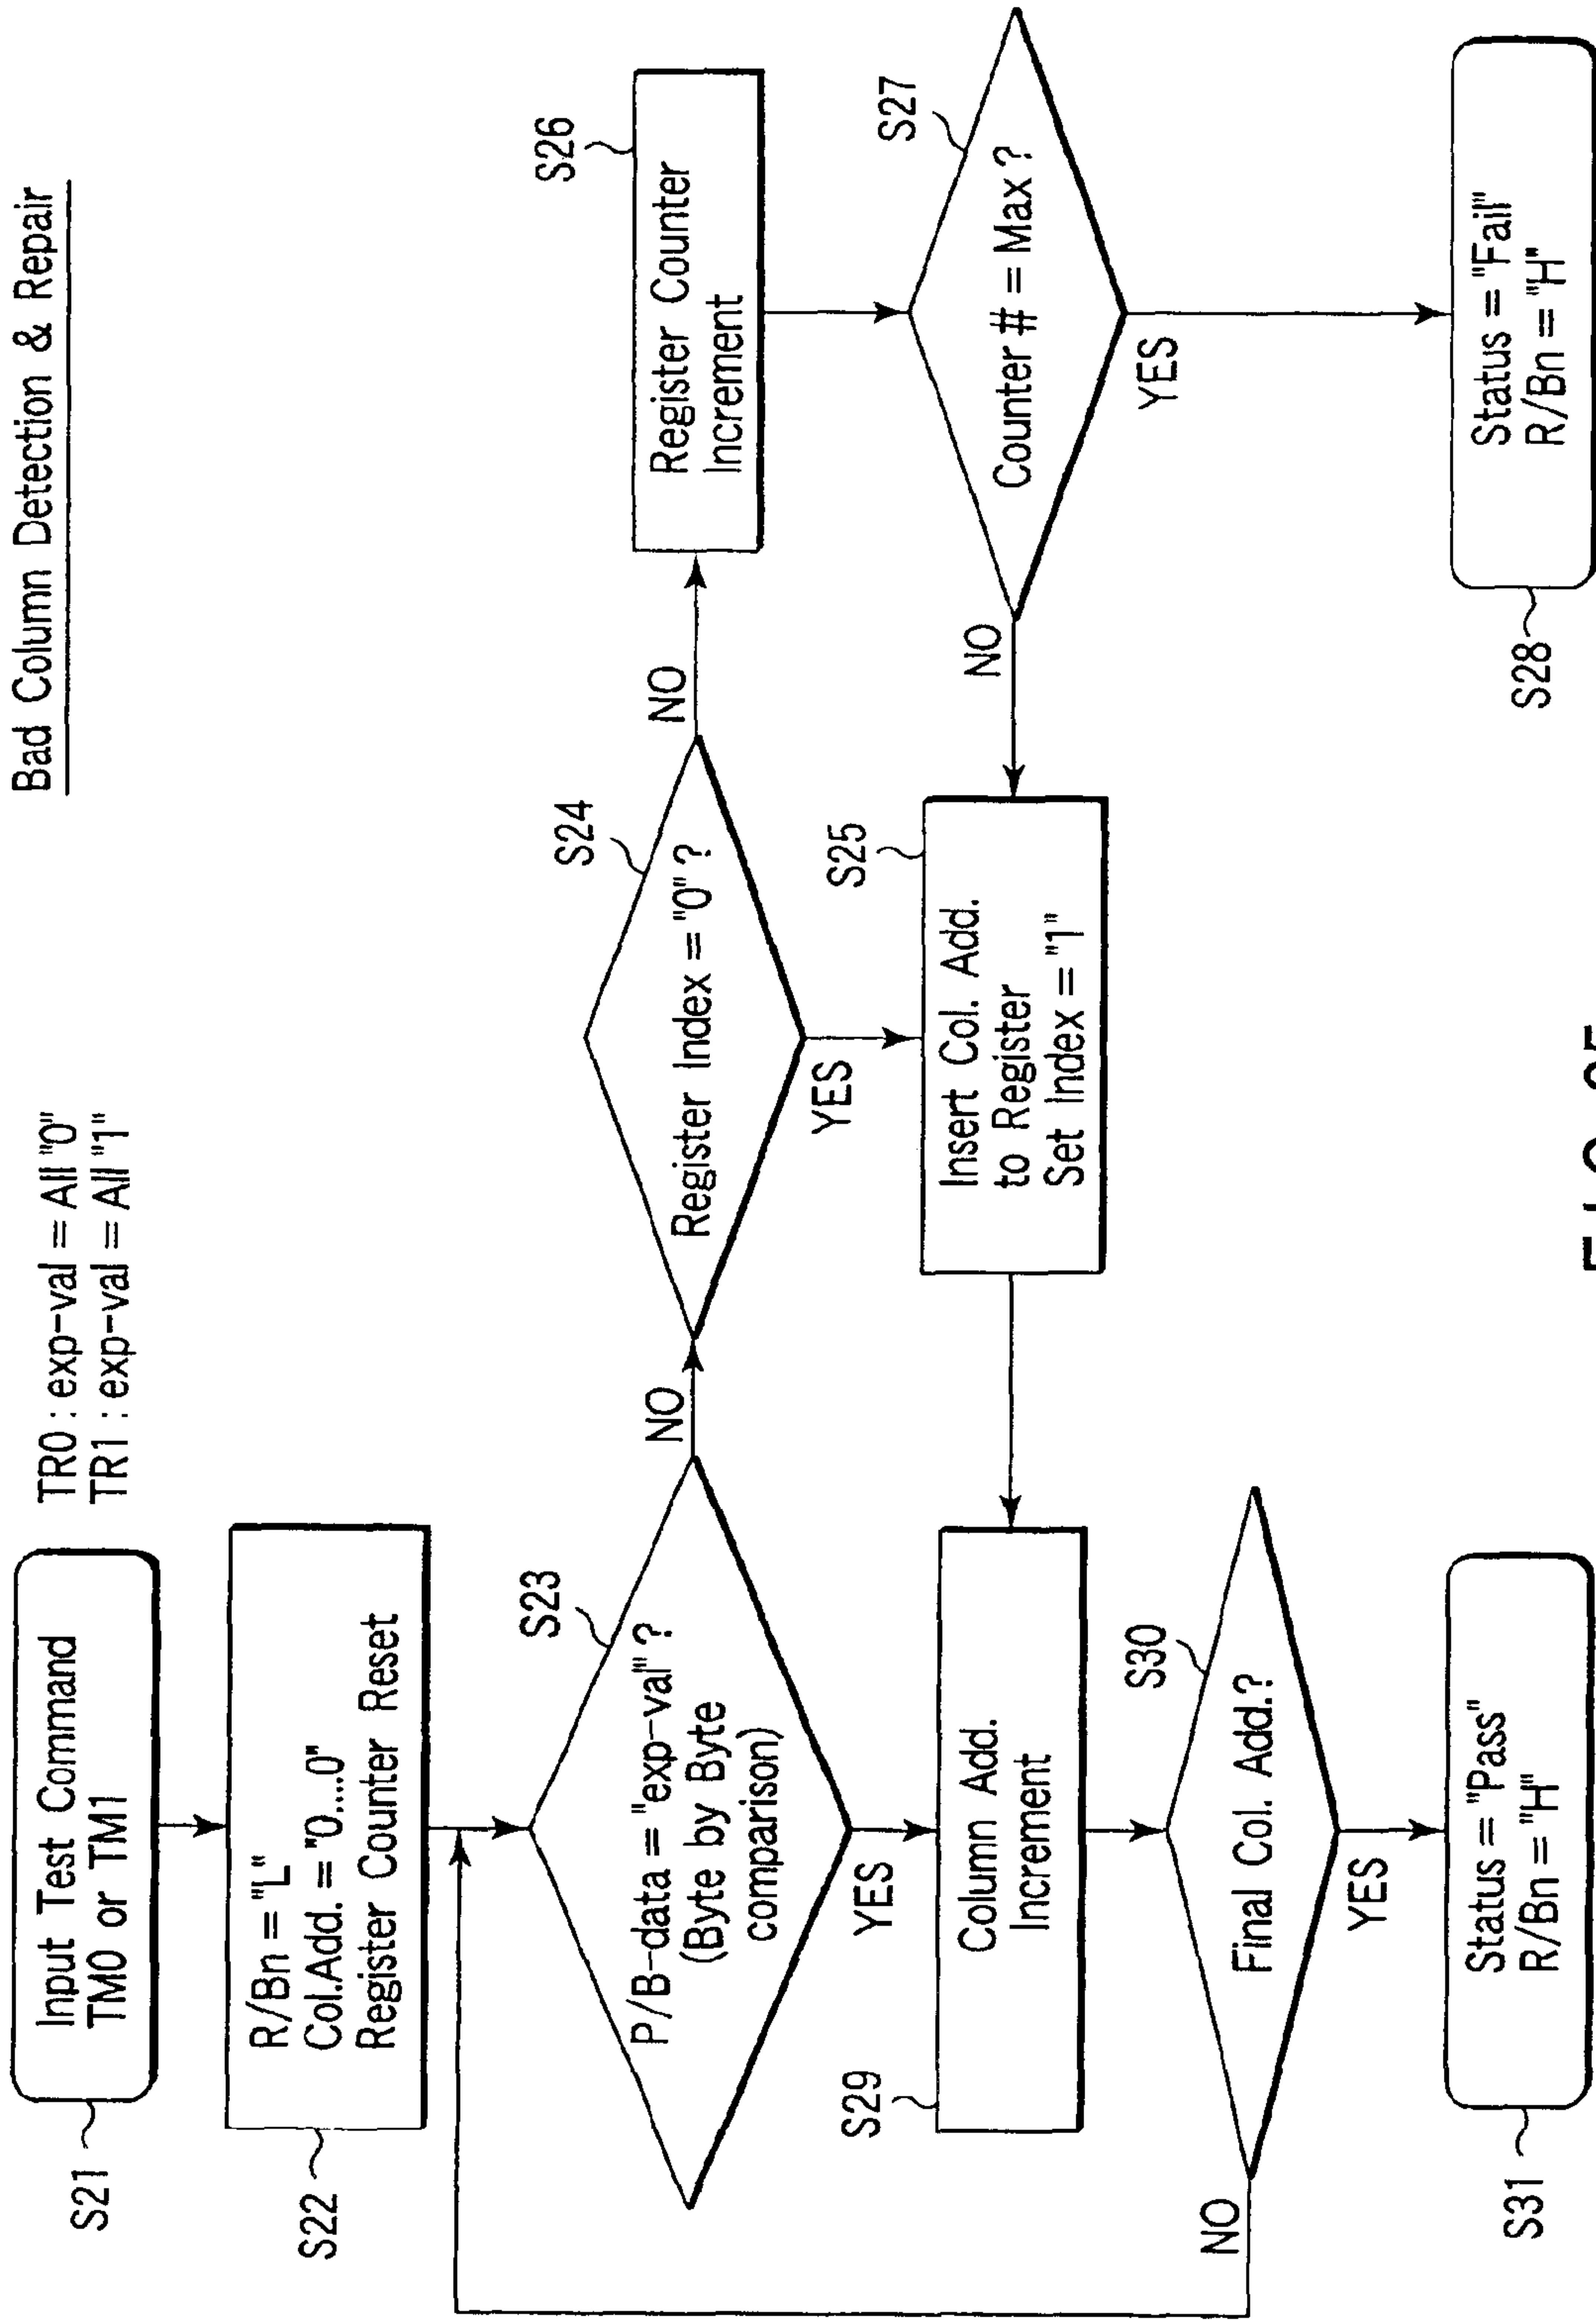 Bad Column Detection & Repair
S21
Input Test Command
TM0 or TM1
TR0 : exp-val = All "0"
TR1 : exp-val = All "1"
S22
R/Bn = "L"
Col.Add. = "0....0"
Register Counter Reset
S23
P/B-data = "exp-val" ?
(Byte by Byte
comparison)
NO
YES
S24
Register Index = "0" ?
NO
YES
S26
Register Counter
Increment
S27
Counter # = Max ?
NO
YES
S25
Insert Col. Add.
to Register
Set Index = "1"
S29
Column Add.
Increment
S30
Final Col. Add.?
NO
YES
S31
Status = "Pass"
R/Bn = "H"
S28
Status = "Fail"
R/Bn = "H"